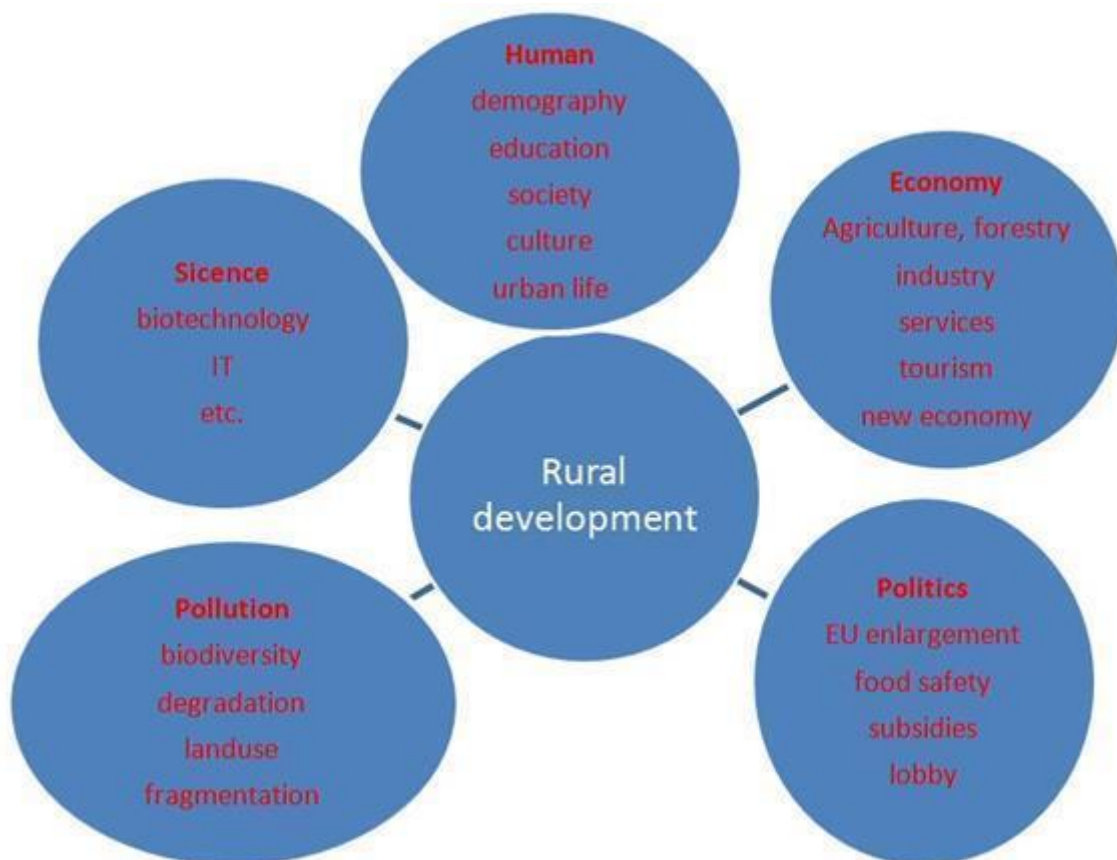 Human
demography
education
society
culture
urban life
Economy
Agriculture, forestry
industry
services
tourism
new economy
Sicence
biotechnology
IT
etc.
Rural
development
Pollution
biodiversity
degradation
landuse
fragmentation
Politics
EU enlargement
food safety
subsidies
lobby